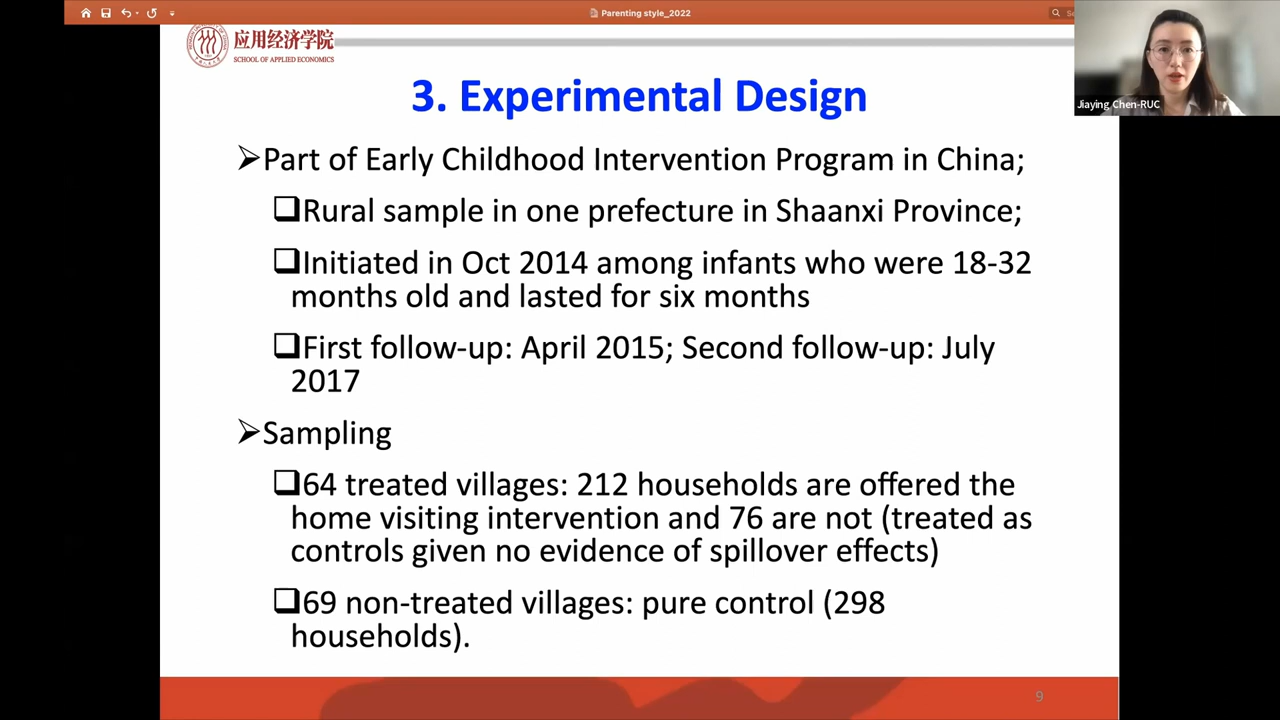 Parenting style_2022
应用经济学院
SCHOOL OF APPLIED ECONOMICS
Jiaying Chen-RUC
3. Experimental Design
➢Part of Early Childhood Intervention Program in China;
❑Rural sample in one prefecture in Shaanxi Province;
❑Initiated in Oct 2014 among infants who were 18-32
months old and lasted for six months
❑First follow-up: April 2015; Second follow-up: July
2017
➢Sampling
❑64 treated villages: 212 households are offered the
home visiting intervention and 76 are not (treated as
controls given no evidence of spillover effects)
❑69 non-treated villages: pure control (298
households).
9